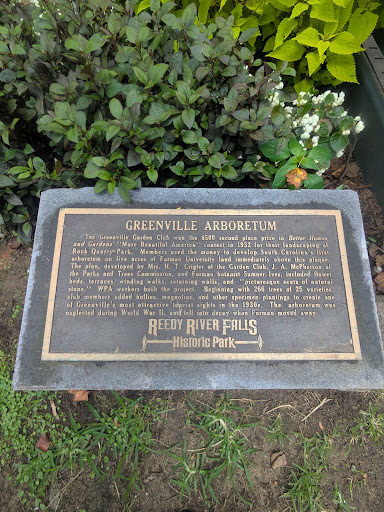 GREENVILLE ARBORETUM
The Greenville Garden Club won the $500 second place prize in Better Homes
and Gardens' "More Beautiful America" contest in 1932 for their landscaping at
Rock Quarry Park. Members used the money to develop South Carolina's first
arboretum on five acres of Furman University land immediately above this plaque.
The plan, developed by Mrs. H. T. Crigler of the Garden Club, J. A. McPherson of
the Parks and Trees Commission, and Furman botanist Sumner Ives, included flower
beds, terraces, winding walks, retaining walls, and "picturesque seats of natural
stone." WPA workers built the project. Beginning with 266 trees of 25 varieties,
club members added hollies, magnolias, and other specimen plantings to create one
of Greenville's most attractive tourist sights in the 1930s. The arboretum was
neglected during World War II, and fell into decay when Furman moved away.
REEDY RIVER FALLS
Historic Park